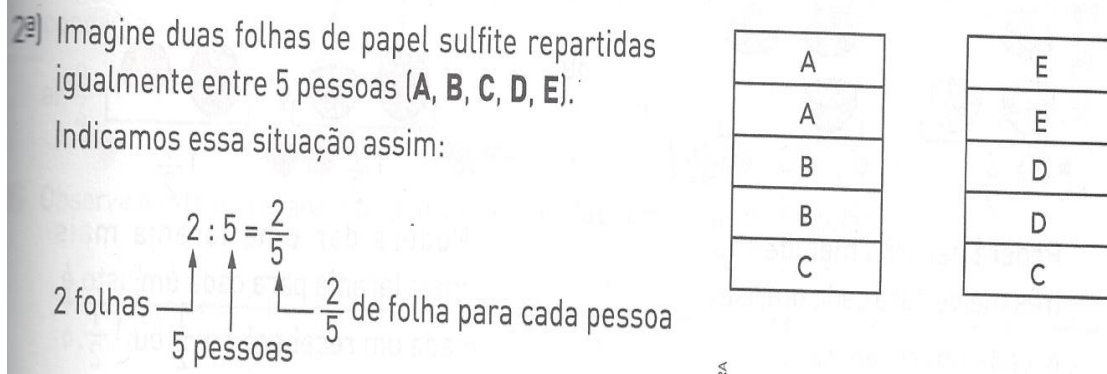 2ª) Imagine duas folhas de papel sulfite repartidas
igualmente entre 5 pessoas (A, B, C, D, E).
Indicamos essa situação assim:
2 : 5 = 2/5
2 folhas
5 pessoas
2/5 de folha para cada pessoa
A
A
B
B
C
E
E
D
D
C